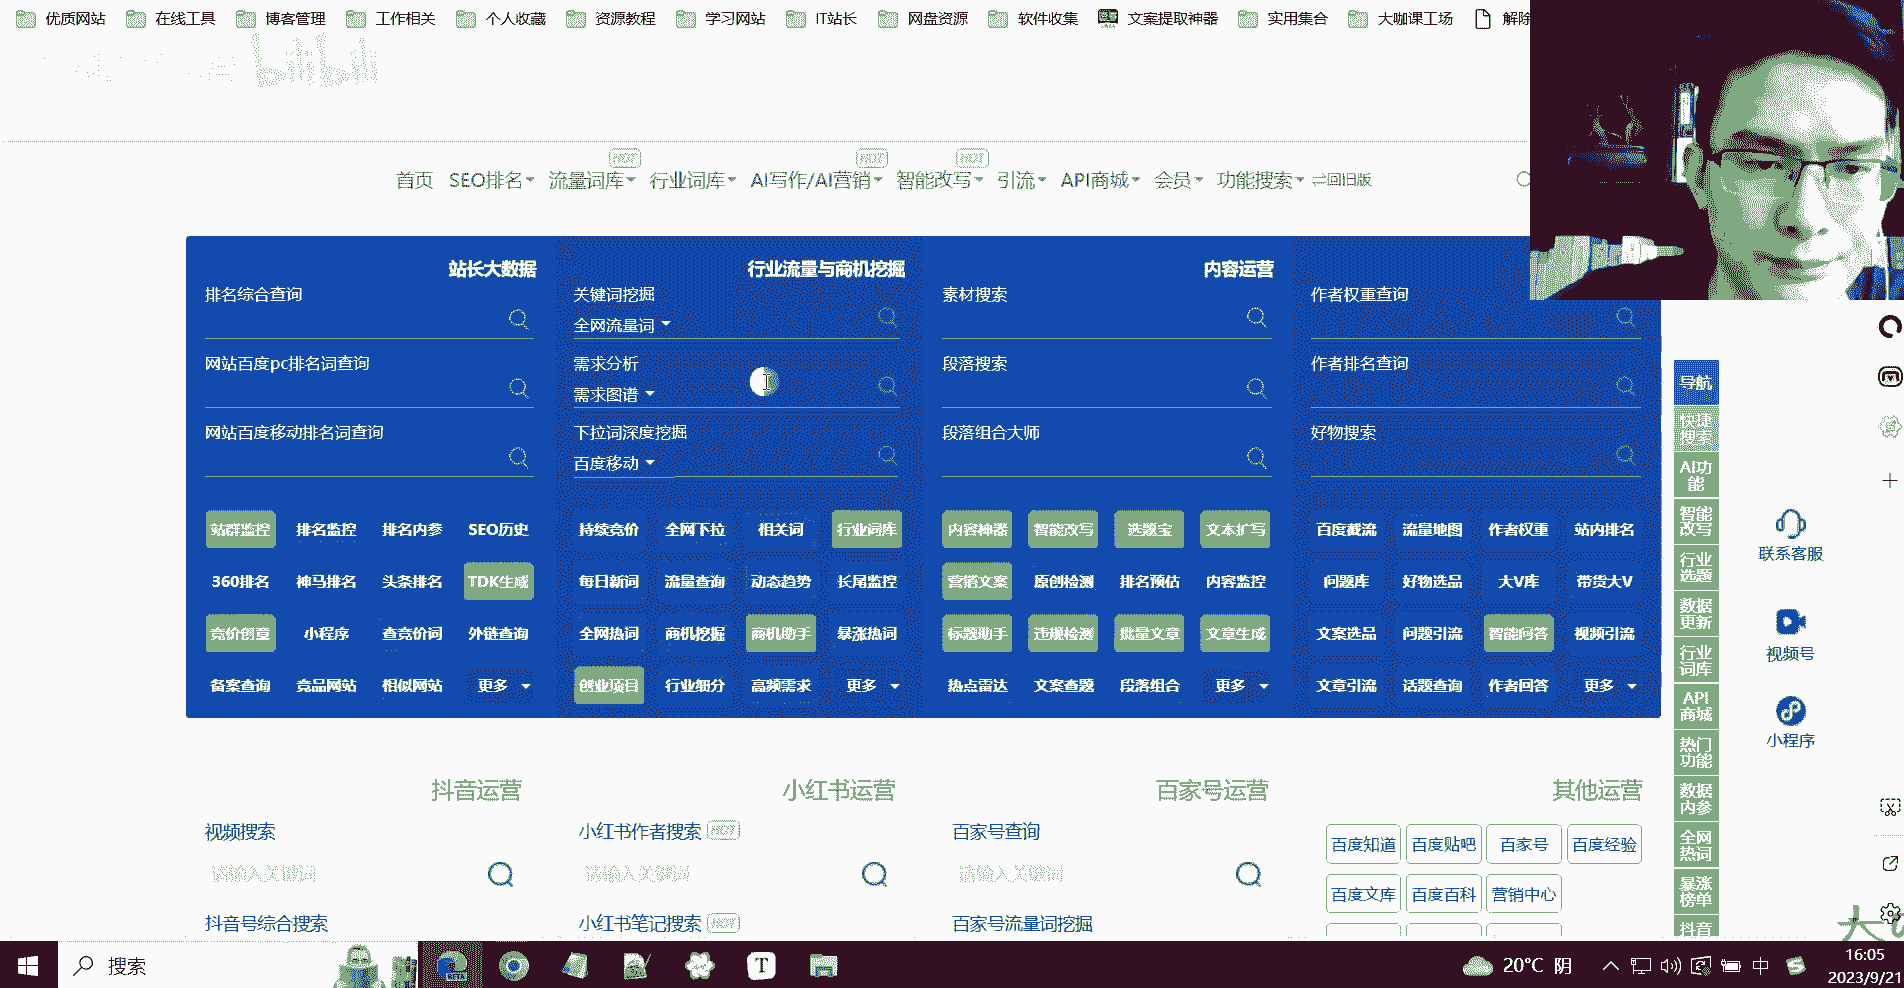 优质网站 在线工具 博客管理 工作相关 个人收藏 资源教程 学习网站 IT站长 网盘资源 软件收集 文案提取神器 实用集合 大咖课工场 解除
bilibili
HOT HOT HOT
首页 SEO排名 流量词库 行业词库 AI写作/AI营销 智能改写 引流 API商城 会员 功能搜索 回旧版
站长大数据 行业流量与商机挖掘 内容运营
排名综合查询 关键词挖掘 素材搜索 作者权重查询
全网流量词
网站百度pc排名词查询 需求分析 段落搜索 作者排名查询
需求图谱
网站百度移动排名词查询 下拉词深度挖掘 段落组合大师 好物搜索
百度移动
站群监控 排名监控 排名内参 SEO历史 持续竞价 全网下拉 相关词 行业词库 内容神器 智能改写 选题宝 文本扩写 百度截流 流量地图 作者权重 站内排名
360排名 神马排名 头条排名 TDK生成 每日新词 流量查询 动态趋势 长尾监控 营销文案 原创检测 排名预估 内容监控 问题库 好物选品 大V库 带货大V
竞价创意 小程序 查竞价词 外链查询 全网热词 商机挖掘 商机助手 暴涨热词 标题助手 违规检测 批量文章 文章生成 文案选品 问题引流 智能问答 视频引流
备案查询 竞品网站 相似网站 更多 创业项目 行业细分 高频需求 更多 热点雷达 文案查题 段落组合 更多 文章引流 话题查询 作者回答 更多
抖音运营 小红书运营 百家号运营 其他运营
视频搜索 小红书作者搜索 HOT 百家号查询 百度知道 百度贴吧 百家号 百度经验
请输入关键词 请输入关键词 请输入关键词
百度文库 百度百科 营销中心
抖音号综合搜索 小红书笔记搜索 HOT 百家号流量词挖掘
导航
快捷
搜索
AI功
能
智能
改写
行业
选题
数据
更新
行业
词库
API
商城
热门
功能
数据
内参
全网
热词
暴涨
榜单
抖音
联系客服
视频号
小程序
大
搜索 BETA T 20°C 阴 中 16:05
2023/9/21